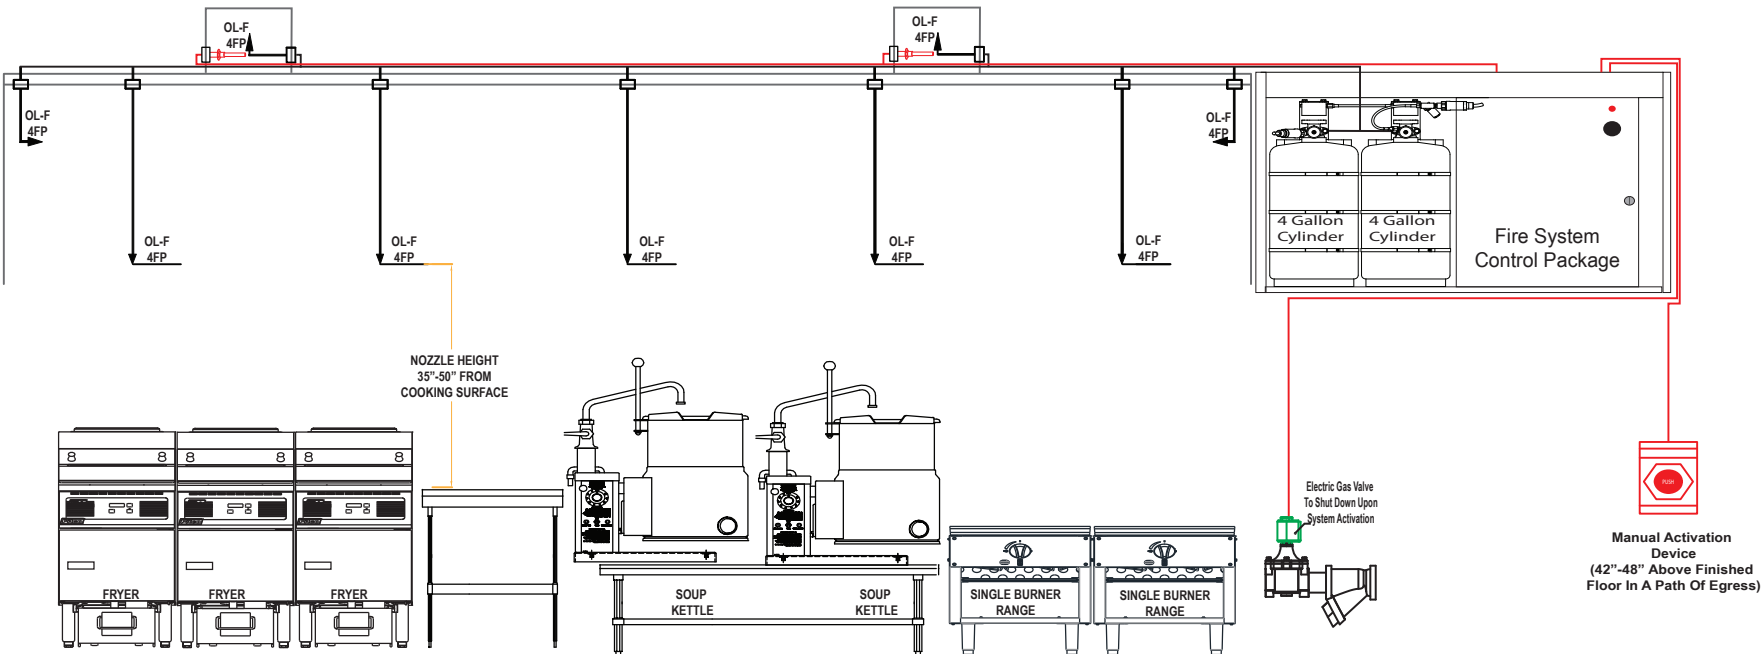 OL-F
4FP
OL-F
4FP
OL-F
4FP
OL-F
4FP
OL-F
4FP
OL-F
4FP
OL-F
4FP
OL-F
4FP
OL-F
4FP
4 Gallon
Cylinder
4 Gallon
Cylinder
Fire System
Control Package
NOZZLE HEIGHT
35”-50” FROM
COOKING SURFACE
Electric Gas Valve
To Shut Down Upon
System Activation
PUSH
Manual Activation
Device
(42”-48” Above Finished
Floor In A Path Of Egress)
FRYER
FRYER
FRYER
SOUP
KETTLE
SOUP
KETTLE
SINGLE BURNER
RANGE
SINGLE BURNER
RANGE